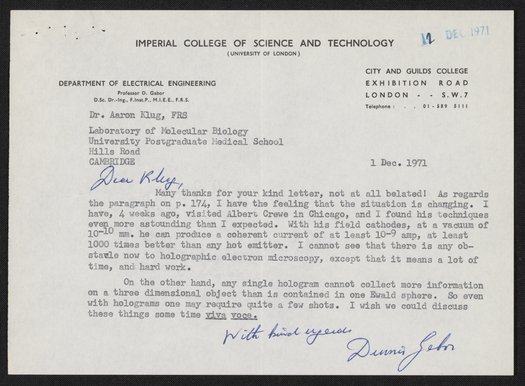 12 DEC 1971
IMPERIAL COLLEGE OF SCIENCE AND TECHNOLOGY
(UNIVERSITY OF LONDON)
DEPARTMENT OF ELECTRICAL ENGINEERING
Professor D. Gabor
D.Sc. Dr.-Ing., F.Inst.P., M.I.E.E., F.R.S.
CITY AND GUILDS COLLEGE
EXHIBITION ROAD
LONDON - - S.W.7
Telephone: . . 01-589 5111
Dr. Aaron Klug, FRS
Laboratory of Molecular Biology
University Postgraduate Medical School
Hills Road
CAMBRIDGE
1 Dec. 1971
Dear Klug,
Many thanks for your kind letter, not at all belated! As regards
the paragraph on p. 174, I have the feeling that the situation is changing. I
have, 4 weeks ago, visited Albert Crewe in Chicago, and I found his techniques
even more astounding than I expected. With his field cathodes, at a vacuum of
10-10 mm. he can produce a coherent current of at least 10-9 amp, at least
1000 times better than any hot emitter. I cannot see that there is any ob-
stacle now to holographic electron microscopy, except that it means a lot of
time, and hard work.
On the other hand, any single hologram cannot collect more information
on a three dimensional object than is contained in one Ewald sphere. So even
with holograms one may require quite a few shots. I wish we could discuss
these things some time viva voce.
With kind regards
Dennis Gabor